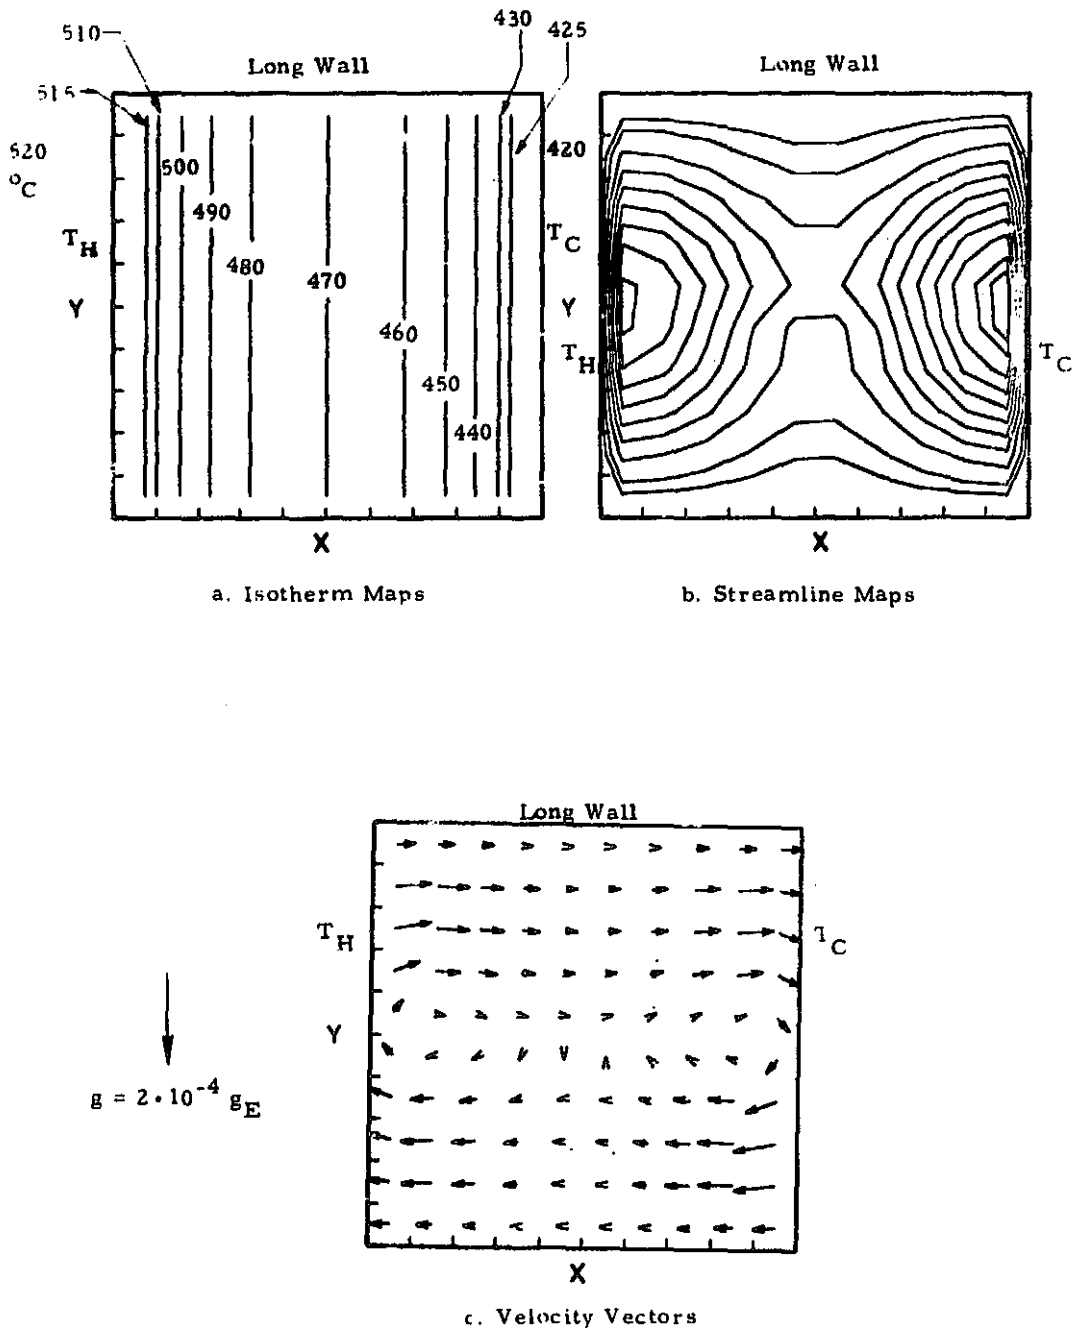 430
510
425
Long Wall
Long Wall
515
520
°C
420
500
490
T_H
T_C
480
470
Y
Y
460
T_H
T_C
450
440
X
X
a. Isotherm Maps
b. Streamline Maps
Long Wall
T_H
T_C
Y
g = 2·10⁻⁴ g_E
X
c. Velocity Vectors